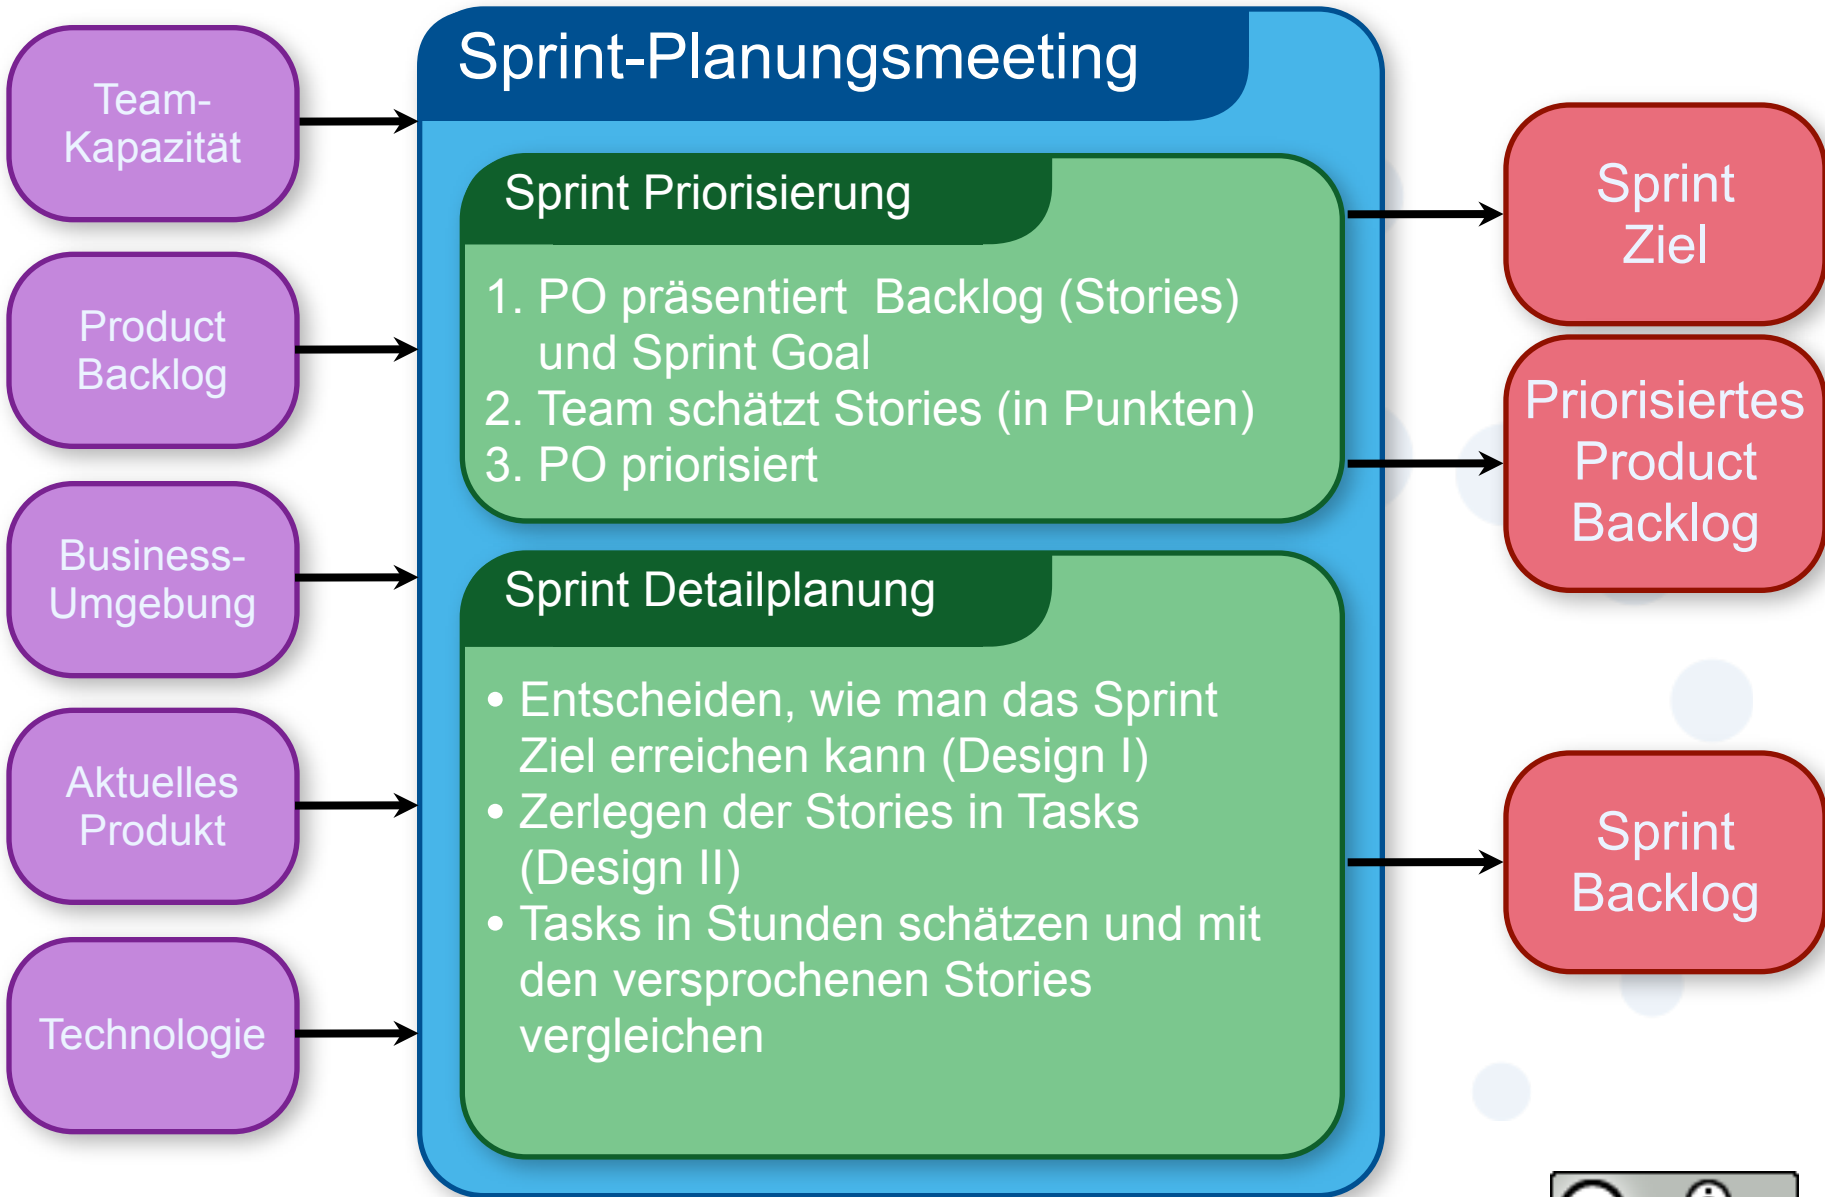 Team-
Kapazität
Product
Backlog
Business-
Umgebung
Aktuelles
Produkt
Technologie
Sprint-Planungsmeeting
Sprint Priorisierung
1. PO präsentiert  Backlog (Stories)
und Sprint Goal
2. Team schätzt Stories (in Punkten)
3. PO priorisiert
Sprint Detailplanung
• Entscheiden, wie man das Sprint
Ziel erreichen kann (Design I)
• Zerlegen der Stories in Tasks
(Design II)
• Tasks in Stunden schätzen und mit
den versprochenen Stories
vergleichen
Sprint
Ziel
Priorisiertes
Product
Backlog
Sprint
Backlog